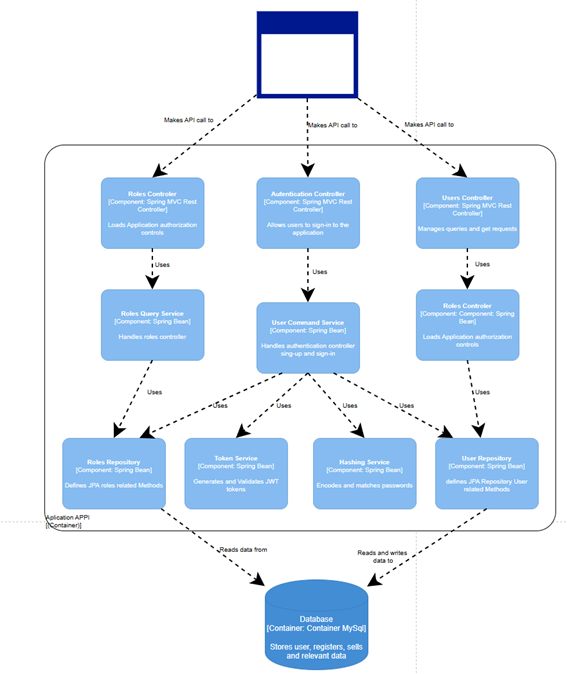 Makes API call to
Makes API call to
Makes API call to
Roles Controler
[Component: Spring MVC Rest
Controller]
Loads Application authorization
controls
Autentication Controller
[Component: Spring MVC Rest
Controller]
Allows users to sign-in to the
application
Users Controller
[Component: Spring MVC Rest
Controller]
Manages queries and get requests
Uses
Uses
Uses
Roles Query Service
[Component: Spring Bean]
Handles roles controller
User Command Service
[Component: Spring Bean]
Handles authentication controller
sing-up and sign-in
Roles Controler
[Component: Component: Spring
Bean]
Loads Application authorization
controls
Uses
Uses
Uses
Uses
Uses
Uses
Roles Repository
[Component: Spring Bean]
Defines JPA roles related Methods
Token Service
[Component: Spring Bean]
Generates and Validates JWT
tokens
Hashing Service
[Component: Spring Bean]
Encodes and matches passwords
User Repository
[Component: Spring Bean]
defines JPA Repository User
related Methods
Aplication APPI
[(Container)]
Reads data from
Reads and writes
data to
Database
[Container: Container MySql]
Stores user, registers, sells
and relevant data